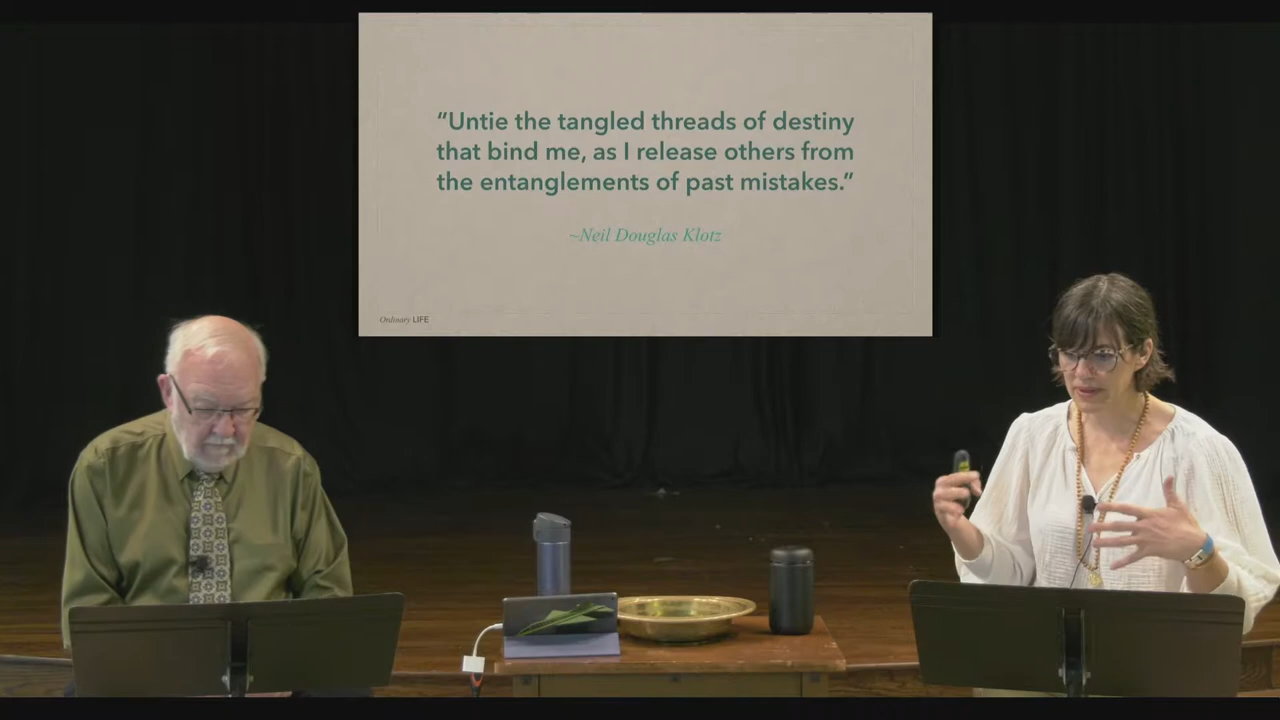 “Untie the tangled threads of destiny
that bind me, as I release others from
the entanglements of past mistakes.”
~Neil Douglas Klotz
Ordinary LIFE